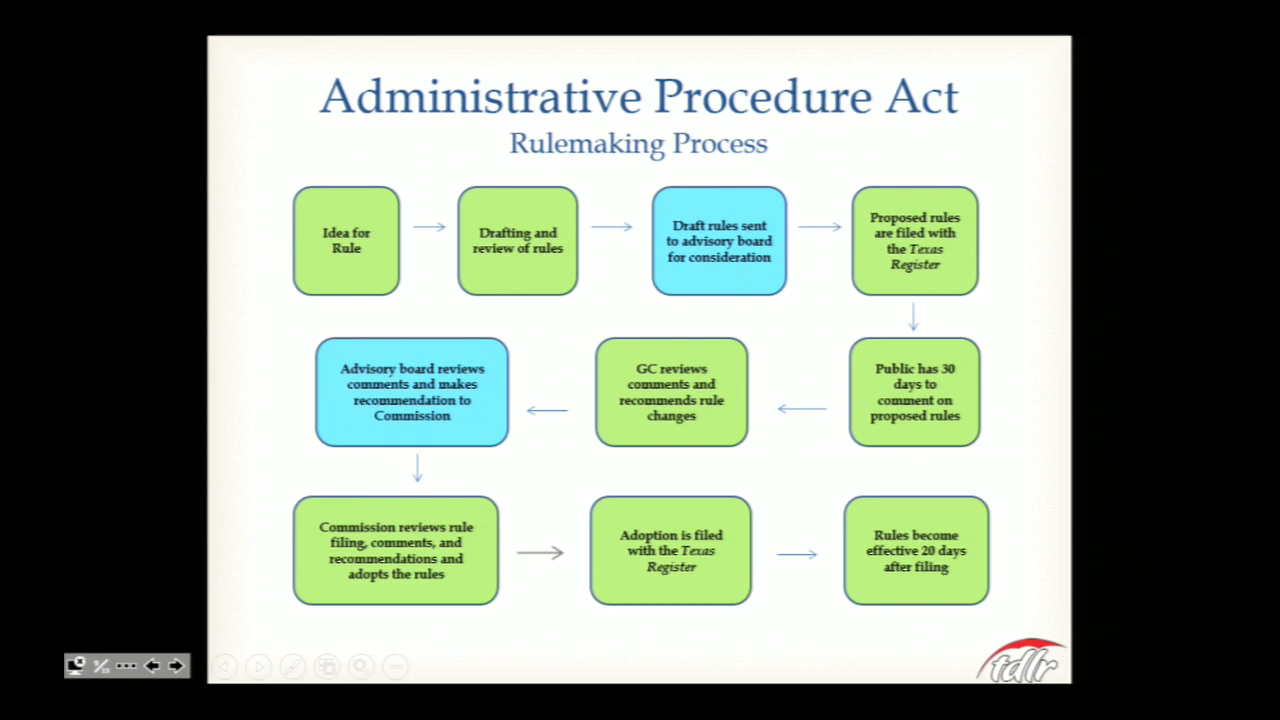 Administrative Procedure Act
Rulemaking Process
Idea for
Rule
Drafting and
review of rules
Draft rules sent
to advisory board
for consideration
Proposed rules
are filed with
the Texas
Register
Public has 30
days to
comment on
proposed rules
GC reviews
comments and
recommends rule
changes
Advisory board reviews
comments and makes
recommendation to
Commission
Commission reviews rule
filing, comments, and
recommendations and
adopts the rules
Adoption is filed
with the Texas
Register
Rules become
effective 20 days
after filing
tdlr